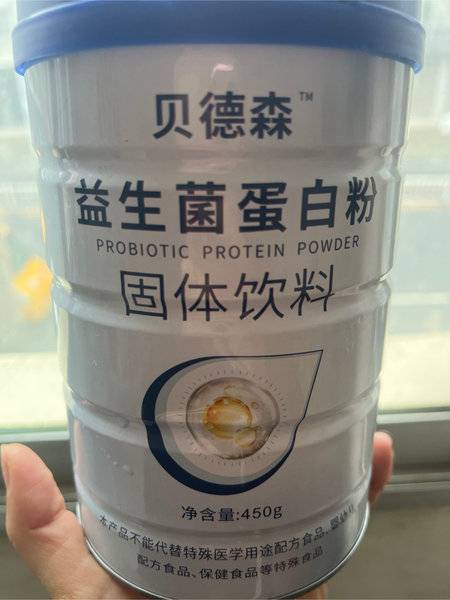 贝德森™
益生菌蛋白粉
PROBIOTIC PROTEIN POWDER
固体饮料
净含量:450g
本产品不能代替特殊医学用途配方食品、婴幼儿
配方食品、保健食品等特殊食品